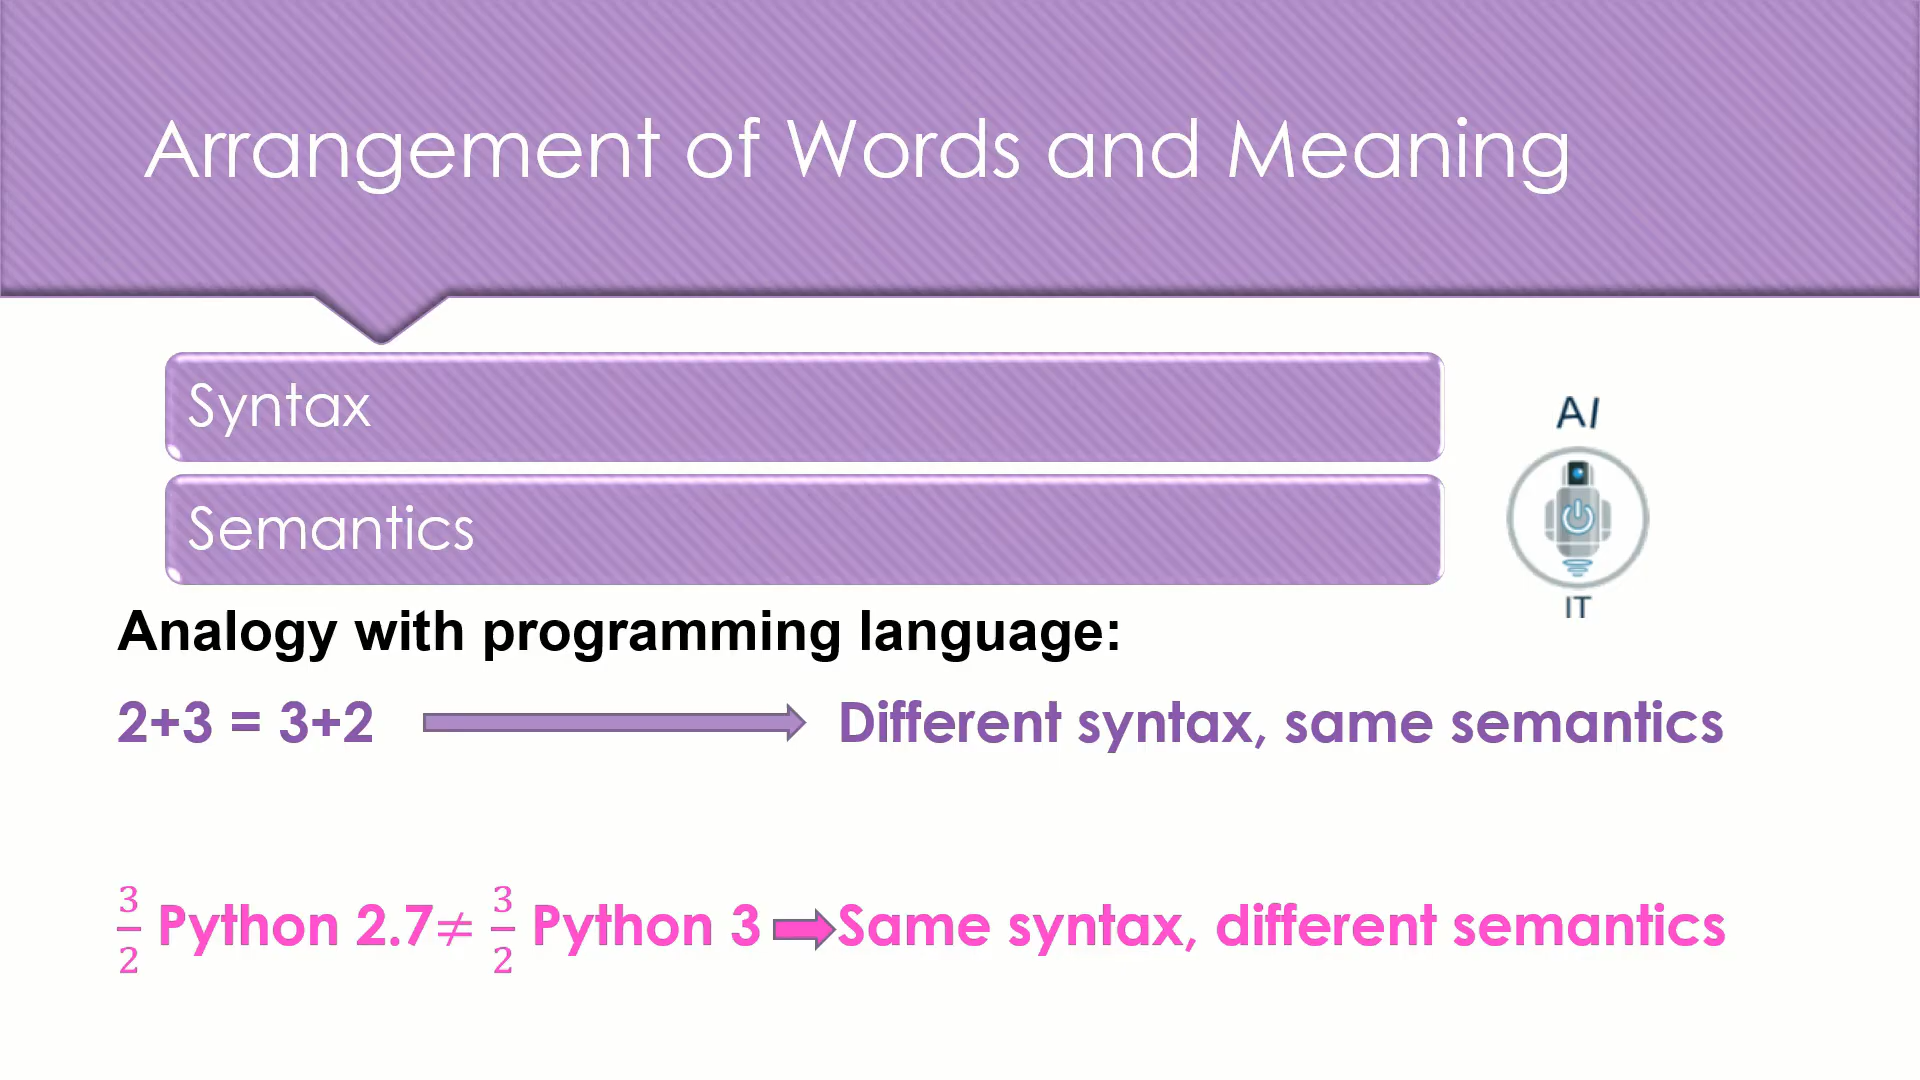 Arrangement of Words and Meaning
Syntax
Semantics
AI
IT
Analogy with programming language:
2+3 = 3+2 Different syntax, same semantics
3/2 Python 2.7≠ 3/2 Python 3 Same syntax, different semantics